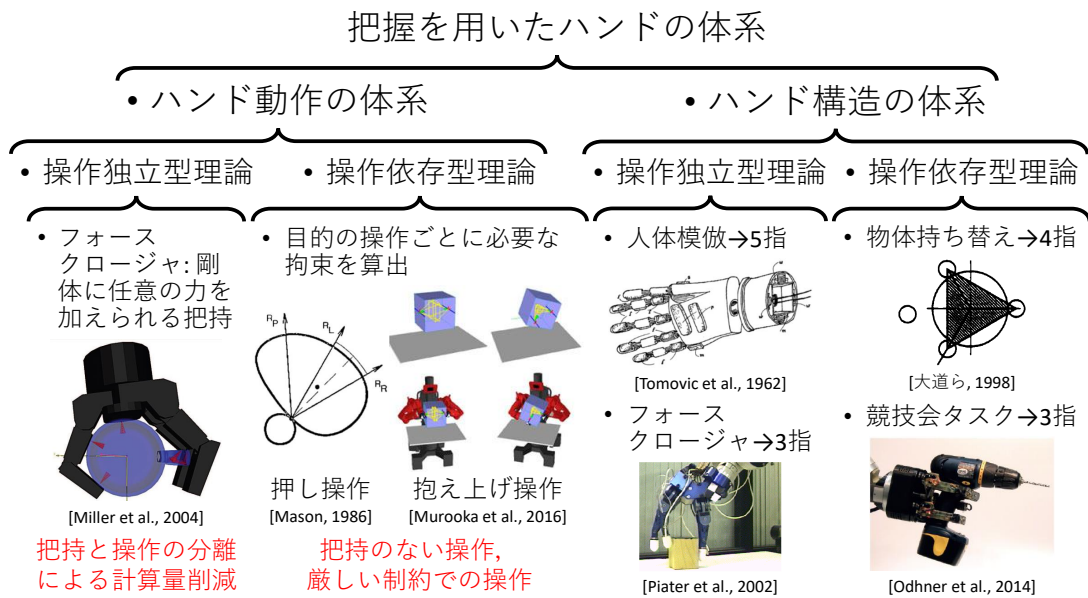 把握を用いたハンドの体系
• ハンド動作の体系
• ハンド構造の体系
• 操作独立型理論
• 操作依存型理論
• 操作独立型理論
• 操作依存型理論
• フォース
クロージャ: 剛
体に任意の力を
加えられる把持
[Miller et al., 2004]
把持と操作の分離
による計算量削減
• 目的の操作ごとに必要な
拘束を算出
RP
RL
RR
押し操作
[Mason, 1986]
抱え上げ操作
[Murooka et al., 2016]
把持のない操作,
厳しい制約での操作
• 人体模倣→5指
[Tomovic et al., 1962]
• フォース
クロージャ→3指
[Piater et al., 2002]
• 物体持ち替え→4指
[大道ら, 1998]
• 競技会タスク→3指
[Odhner et al., 2014]